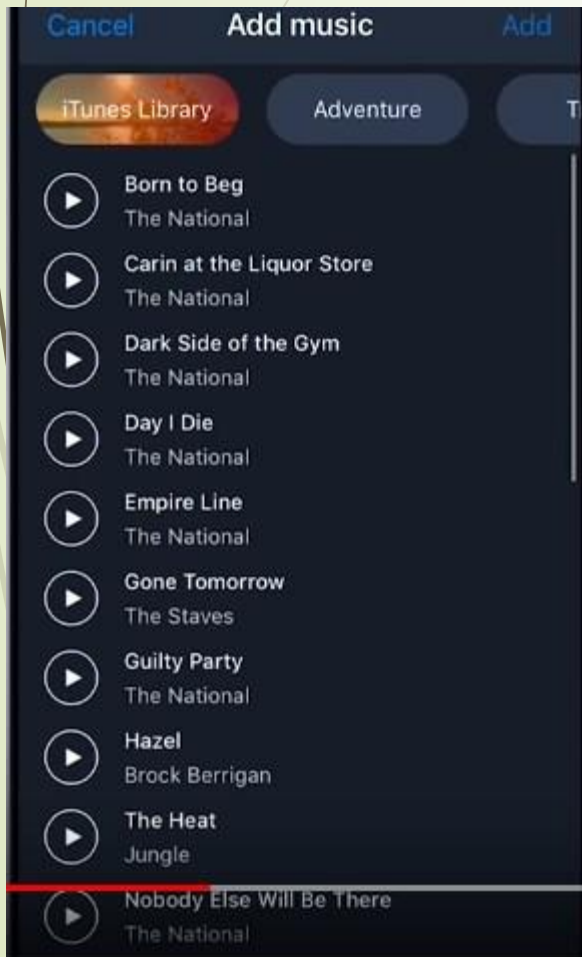 Cancel Add music Add
iTunes Library Adventure T
Born to Beg
The National
Carin at the Liquor Store
The National
Dark Side of the Gym
The National
Day I Die
The National
Empire Line
The National
Gone Tomorrow
The Staves
Guilty Party
The National
Hazel
Brock Berrigan
The Heat
Jungle
Nobody Else Will Be There
The National